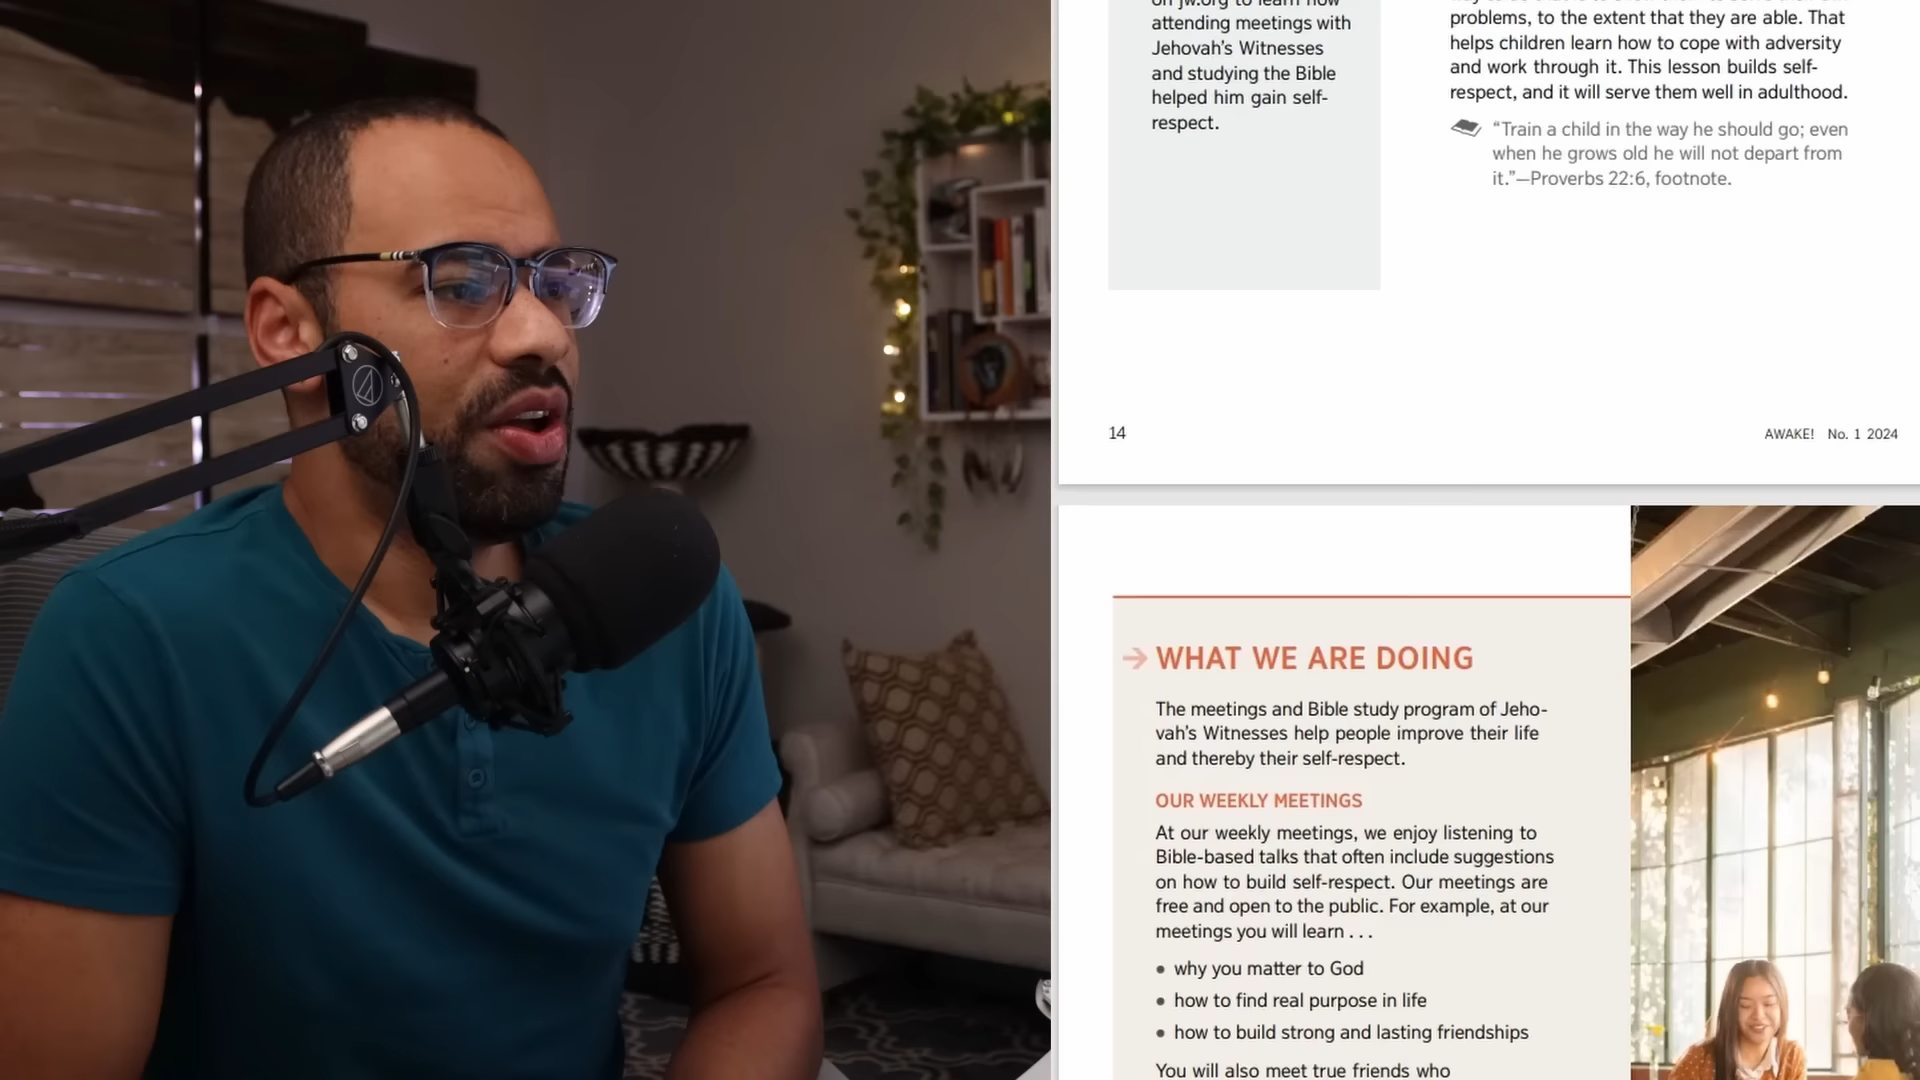 on jw.org to learn how
attending meetings with
Jehovah's Witnesses
and studying the Bible
helped him gain self-
respect.
problems, to the extent that they are able. That
helps children learn how to cope with adversity
and work through it. This lesson builds self-
respect, and it will serve them well in adulthood.
“Train a child in the way he should go; even
when he grows old he will not depart from
it.”—Proverbs 22:6, footnote.
14
AWAKE! No. 1 2024
WHAT WE ARE DOING
The meetings and Bible study program of Jeho-
vah's Witnesses help people improve their life
and thereby their self-respect.
OUR WEEKLY MEETINGS
At our weekly meetings, we enjoy listening to
Bible-based talks that often include suggestions
on how to build self-respect. Our meetings are
free and open to the public. For example, at our
meetings you will learn . . .
• why you matter to God
• how to find real purpose in life
• how to build strong and lasting friendships
You will also meet true friends who